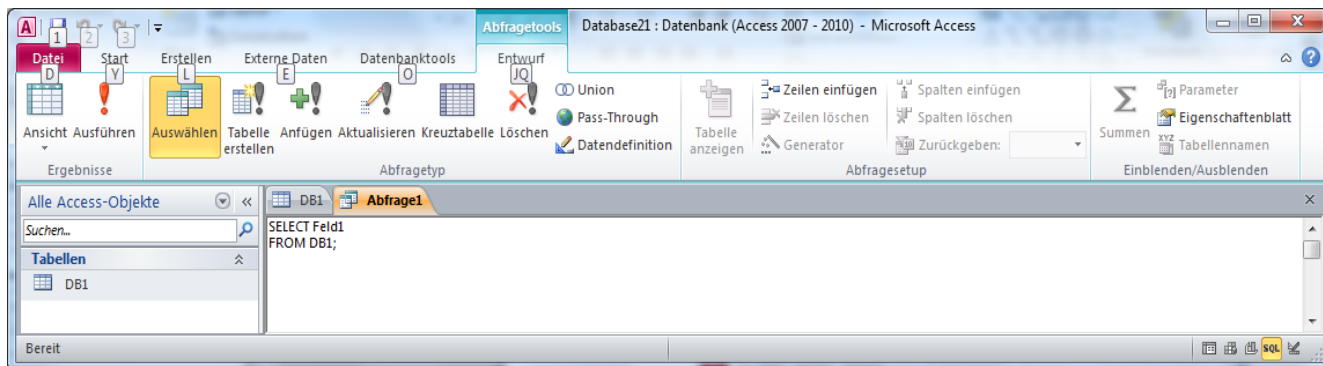 A 1 2 3
Abfragetools Database21 : Datenbank (Access 2007 - 2010) - Microsoft Access
Datei Start Erstellen Externe Daten Datenbanktools Entwurf
D Y L E O JQ
Union Zeilen einfügen Spalten einfügen Parameter
Pass-Through Zeilen löschen Spalten löschen Eigenschaftenblatt
Ansicht Ausführen Auswählen Tabelle erstellen Anfügen Aktualisieren Kreuztabelle Löschen
Datendefinition Tabelle anzeigen Generator Zurückgeben: Summen XYZ Tabellennamen
Ergebnisse Abfragetyp Abfragesetup Einblenden/Ausblenden
Alle Access-Objekte « DB1 Abfrage1
Suchen...
SELECT Feld1
FROM DB1;
Tabellen
DB1
Bereit SQL